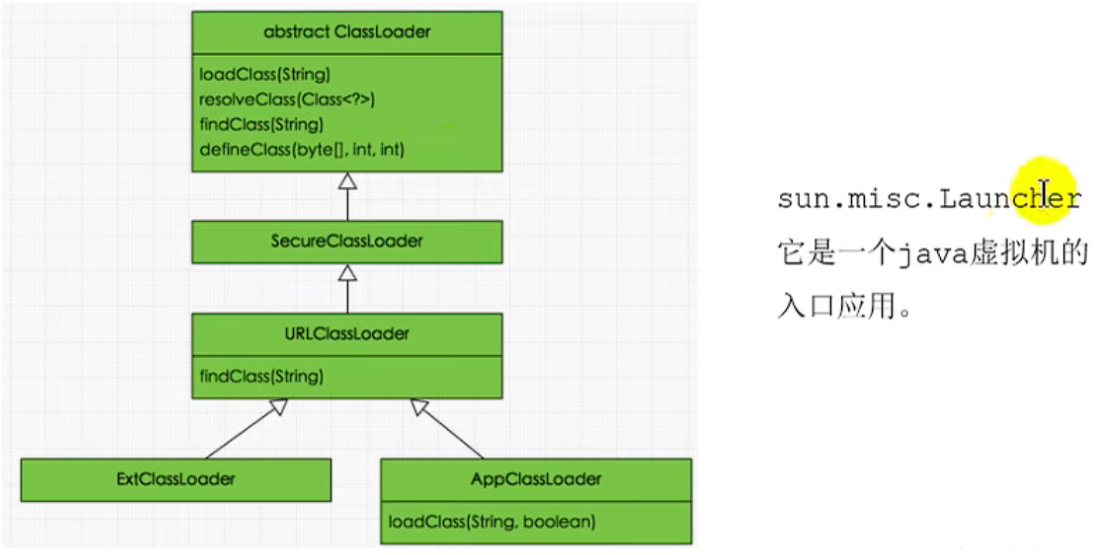 abstract ClassLoader
loadClass(String)
resolveClass(Class<?>)
findClass(String)
defineClass(byte[], int, int)
SecureClassLoader
URLClassLoader
findClass(String)
ExtClassLoader
AppClassLoader
loadClass(String, boolean)
sun.misc.Launcher
它是一个java虚拟机的
入口应用。